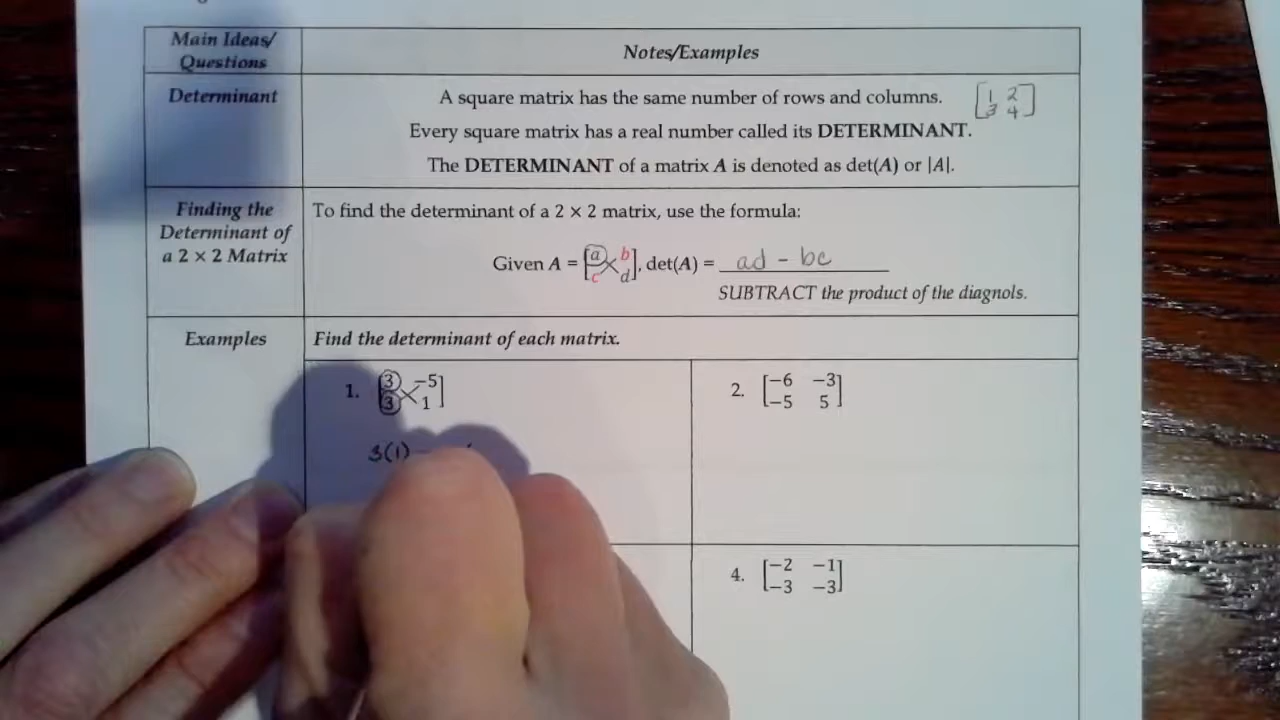 Main Ideas/
Questions
Notes/Examples
Determinant
A square matrix has the same number of rows and columns.
[1 2
3 4]
Every square matrix has a real number called its DETERMINANT.
The DETERMINANT of a matrix A is denoted as det(A) or |A|.
Finding the
Determinant of
a 2 × 2 Matrix
To find the determinant of a 2 × 2 matrix, use the formula:
Given A = [a b
c d], det(A) = ad - bc
SUBTRACT the product of the diagnols.
Examples
Find the determinant of each matrix.
1. [3 -5
3 1]
3(1) -
2. [-6 -3
-5 5]
4. [-2 -1
-3 -3]